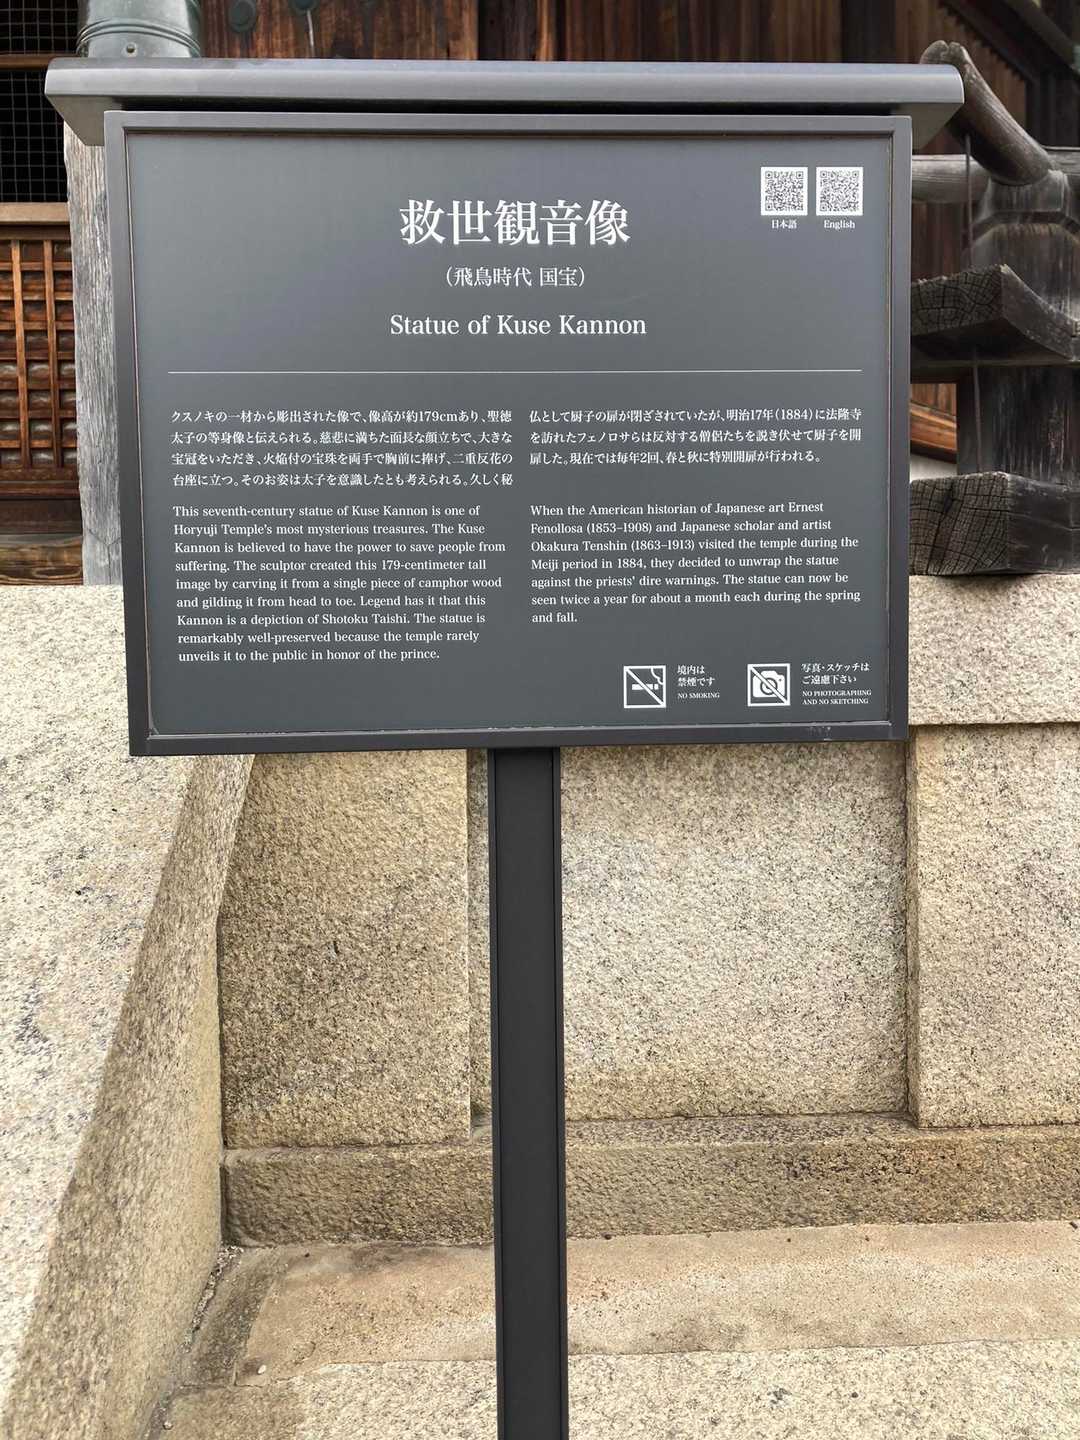 救世観音像
（飛鳥時代 国宝）
Statue of Kuse Kannon
日本語
English
クスノキの一材から彫出された像で、像高が約179cmあり、聖徳
太子の等身像と伝えられる。慈悲に満ちた面長な顔立ちで、大きな
宝冠をいただき、火焔付の宝珠を両手で胸前に捧げ、二重反花の
台座に立つ。そのお姿は太子を意識したとも考えられる。久しく秘
仏として厨子の扉が閉ざされていたが、明治17年（1884）に法隆寺
を訪れたフェノロサらは反対する僧侶たちを説き伏せて厨子を開
扉した。現在では毎年2回、春と秋に特別開扉が行われる。
This seventh-century statue of Kuse Kannon is one of
Horyuji Temple's most mysterious treasures. The Kuse
Kannon is believed to have the power to save people from
suffering. The sculptor created this 179-centimeter tall
image by carving it from a single piece of camphor wood
and gilding it from head to toe. Legend has it that this
Kannon is a depiction of Shotoku Taishi. The statue is
remarkably well-preserved because the temple rarely
unveils it to the public in honor of the prince.
When the American historian of Japanese art Ernest
Fenollosa (1853–1908) and Japanese scholar and artist
Okakura Tenshin (1863–1913) visited the temple during the
Meiji period in 1884, they decided to unwrap the statue
against the priests' dire warnings. The statue can now be
seen twice a year for about a month each during the spring
and fall.
境内は
禁煙です
NO SMOKING
写真・スケッチは
ご遠慮下さい
NO PHOTOGRAPHING
AND NO SKETCHING